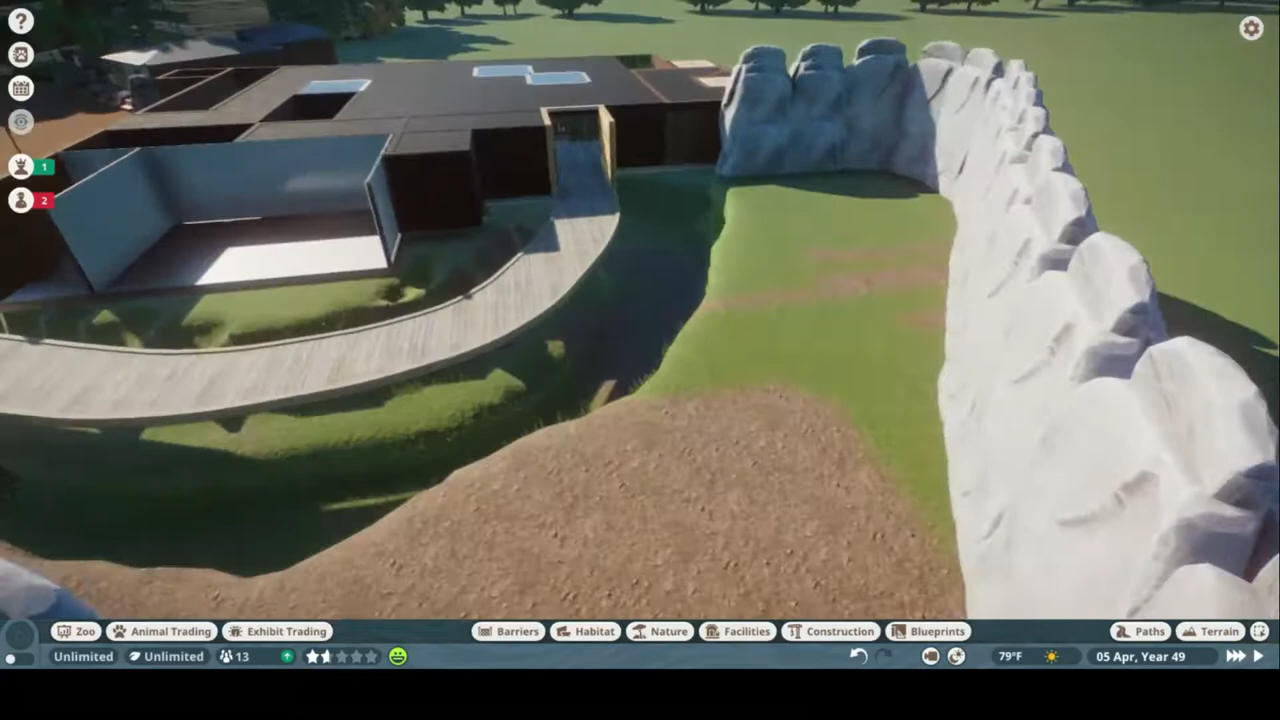 ?
1
2
Zoo Animal Trading Exhibit Trading Barriers Habitat Nature Facilities Construction Blueprints Paths Terrain
Unlimited Unlimited 13 79°F 05 Apr, Year 49